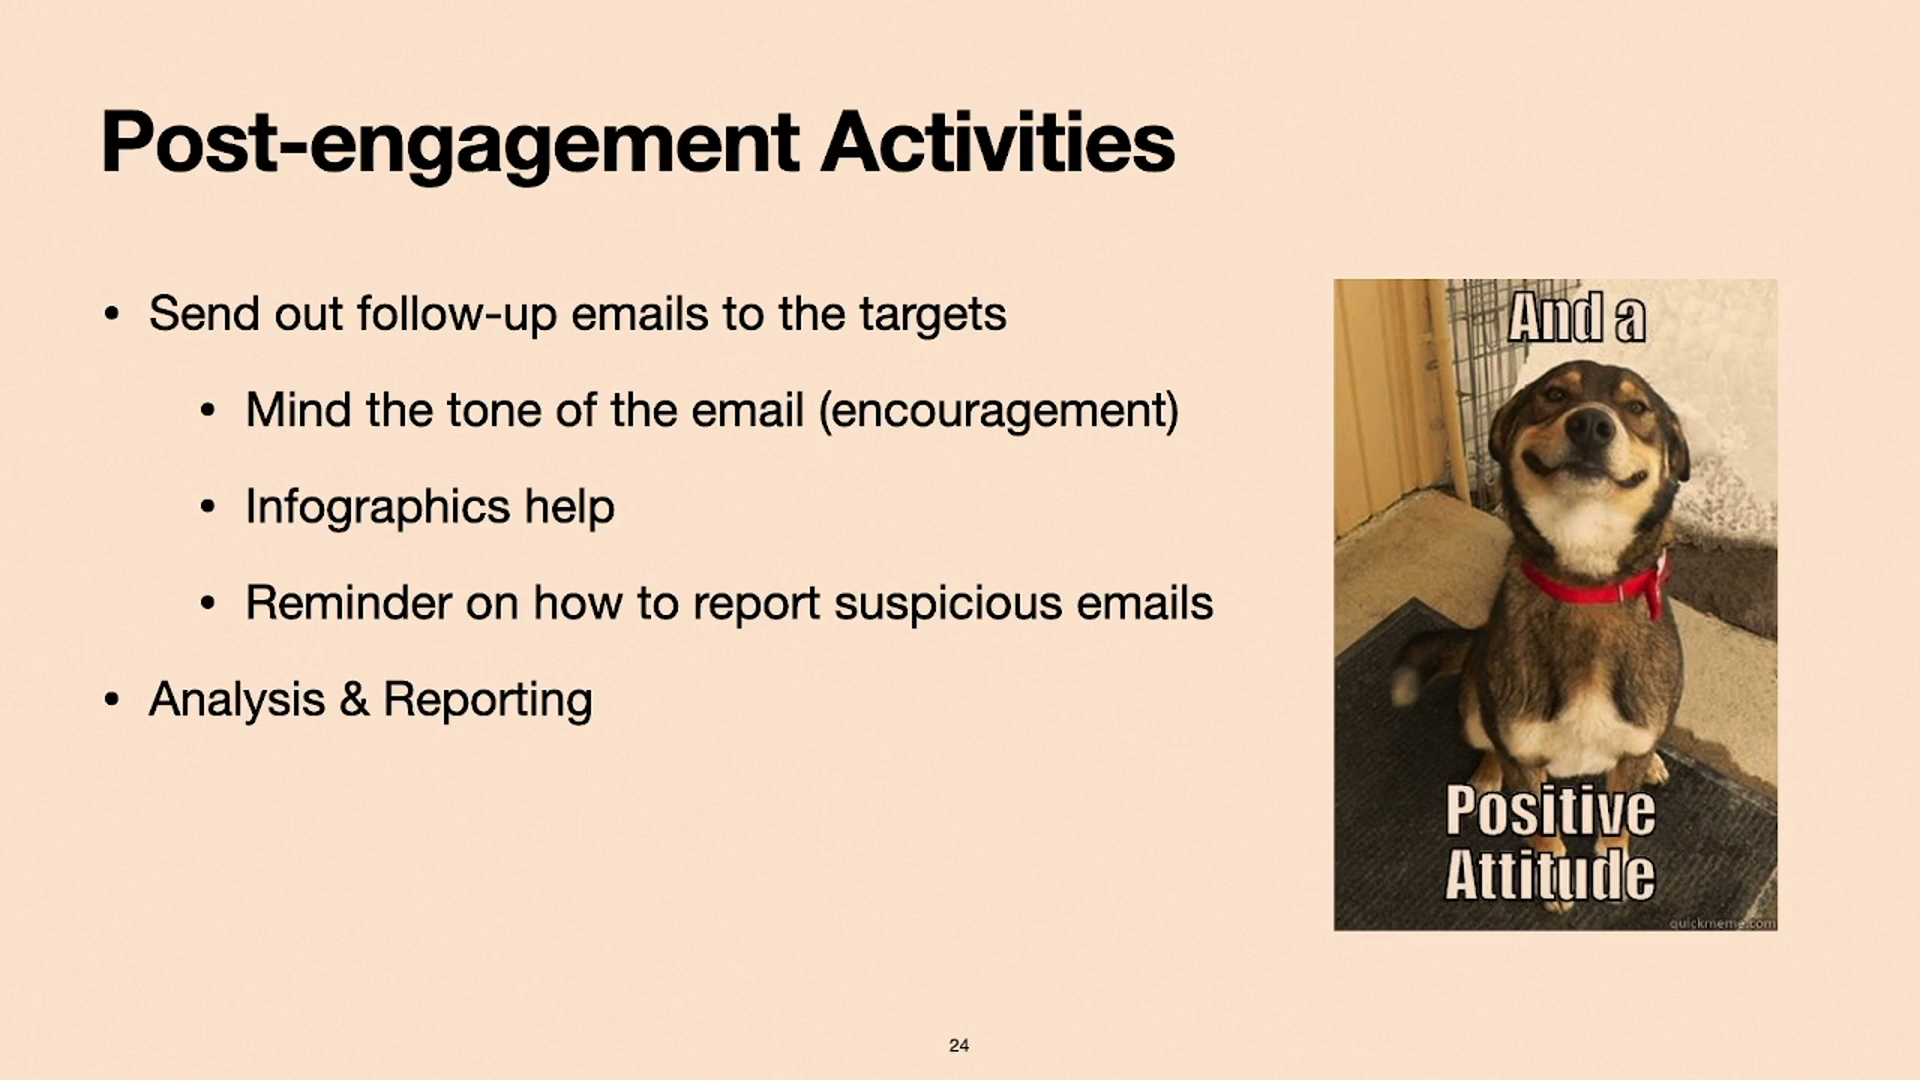 Post-engagement Activities
• Send out follow-up emails to the targets
• Mind the tone of the email (encouragement)
• Infographics help
• Reminder on how to report suspicious emails
• Analysis & Reporting
And a
Positive
Attitude
quickmeme.com
24